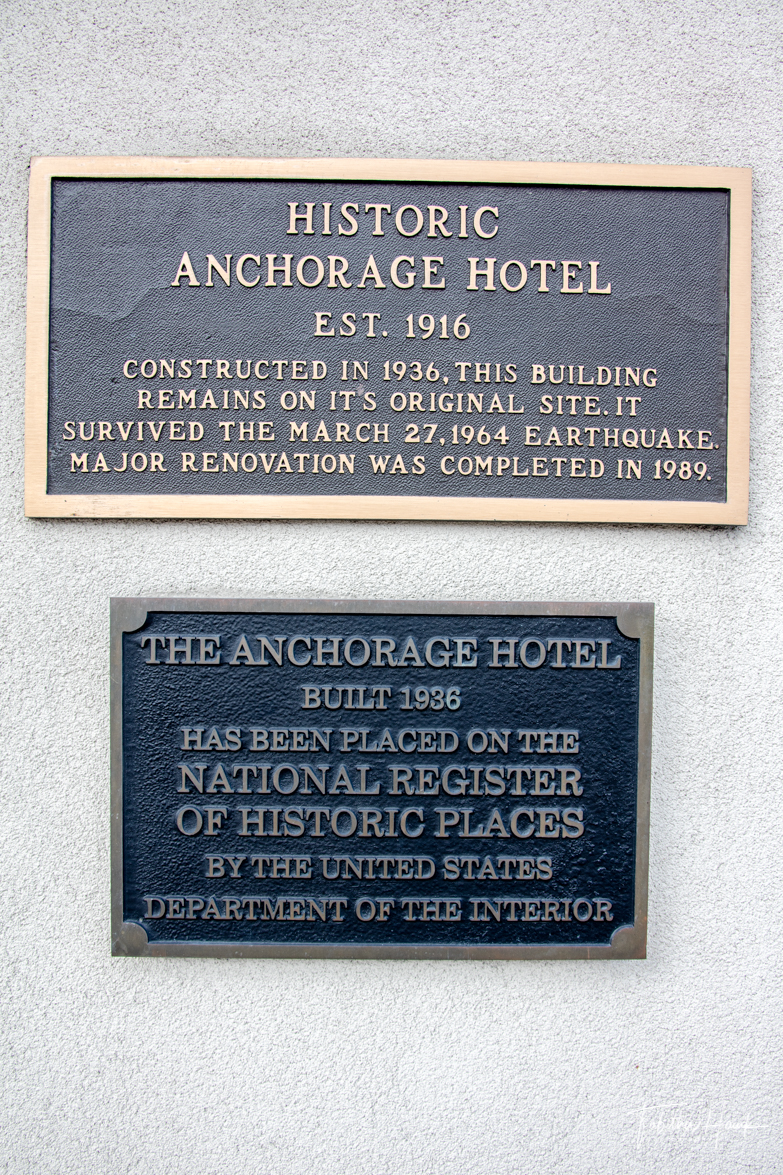 HISTORIC
ANCHORAGE HOTEL
EST. 1916
CONSTRUCTED IN 1936, THIS BUILDING
REMAINS ON IT'S ORIGINAL SITE. IT
SURVIVED THE MARCH 27, 1964 EARTHQUAKE.
MAJOR RENOVATION WAS COMPLETED IN 1989.
THE ANCHORAGE HOTEL
BUILT 1936
HAS BEEN PLACED ON THE
NATIONAL REGISTER
OF HISTORIC PLACES
BY THE UNITED STATES
DEPARTMENT OF THE INTERIOR